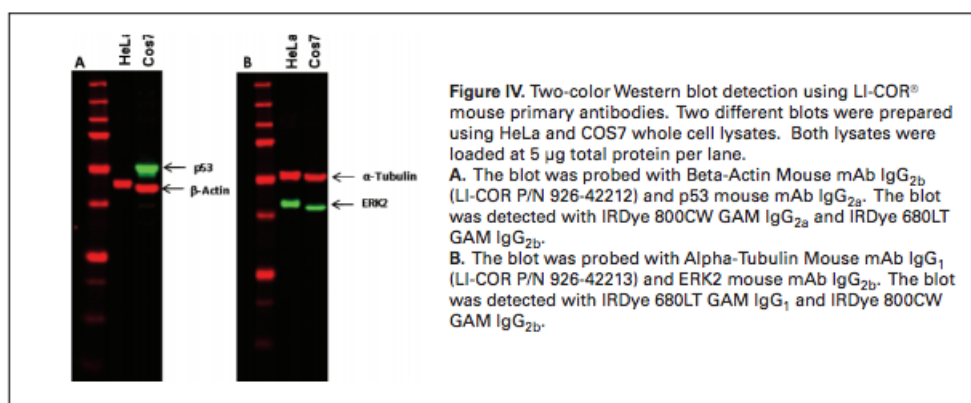 A
HeLa
Cos7
p53
β-Actin
B
HeLa
Cos7
α-Tubulin
ERK2
Figure IV. Two-color Western blot detection using LI-COR®
mouse primary antibodies. Two different blots were prepared
using HeLa and COS7 whole cell lysates. Both lysates were
loaded at 5 µg total protein per lane.
A. The blot was probed with Beta-Actin Mouse mAb IgG2b
(LI-COR P/N 926-42212) and p53 mouse mAb IgG2a. The blot
was detected with IRDye 800CW GAM IgG2a and IRDye 680LT
GAM IgG2b.
B. The blot was probed with Alpha-Tubulin Mouse mAb IgG1
(LI-COR P/N 926-42213) and ERK2 mouse mAb IgG2b. The blot
was detected with IRDye 680LT GAM IgG1 and IRDye 800CW
GAM IgG2b.